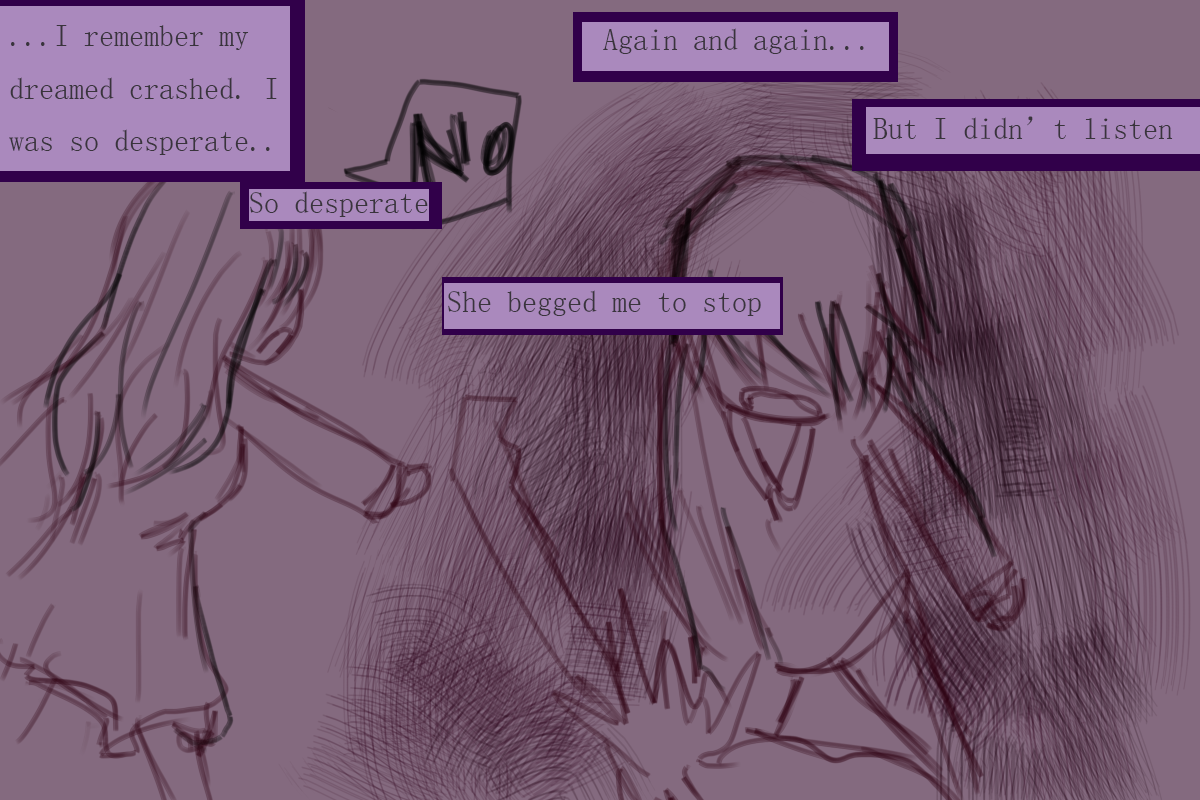 ...I remember my
dreamed crashed. I
was so desperate..
So desperate
No
She begged me to stop
Again and again...
But I didn't listen